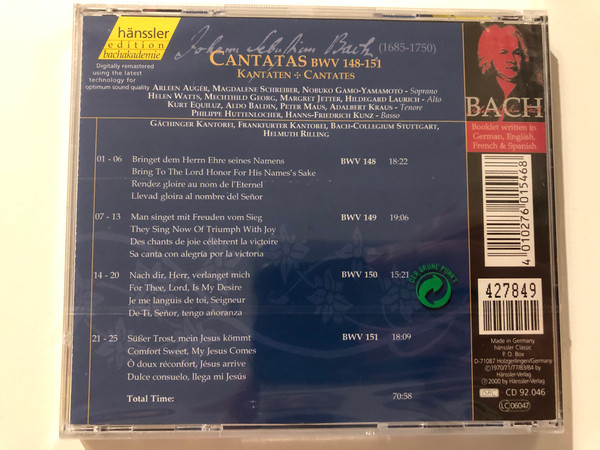 hänssler
edition
bachakademie
Digitally remastered
using the latest
technology for
optimum sound quality
Johann Sebastian Bach (1685-1750)
CANTATAS BWV 148-151
KANTATEN ✢ CANTATES
ARLEEN AUGÉR, MAGDALENE SCHREIBER, NOBUKO GAMO-YAMAMOTO - Soprano
HELEN WATTS, MECHTHILD GEORG, MARGRET JETTER, HILDEGARD LAURICH - Alto
KURT EQUILUZ, ALDO BALDIN, PETER MAUS, ADALBERT KRAUS - Tenore
PHILIPPE HUTTENLOCHER, HANNS-FRIEDRICH KUNZ - Basso
GÄCHINGER KANTOREI, FRANKFURTER KANTOREI, BACH-COLLEGIUM STUTTGART,
HELMUTH RILLING
01 - 06 Bringet dem Herrn Ehre seines Namens BWV 148 18:22
Bring To The Lord Honor For His Names's Sake
Rendez gloire au nom de l'Eternel
Llevad gloira al nombre del Señor
07 - 13 Man singet mit Freuden vom Sieg BWV 149 19:06
They Sing Now Of Triumph With Joy
Des chants de joie célèbrent la victoire
Sa canta con alegría por la victoria
14 - 20 Nach dir, Herr, verlanget mich BWV 150 15:21
For Thee, Lord, Is My Desire
Je me languis de toi, Seigneur
De-Ti, Señor, tengo añoranza
21 - 25 Süßer Trost, mein Jesus kömmt BWV 151 18:09
Comfort Sweet, My Jesus Comes
Ô doux réconfort, Jésus arrive
Dulce consuelo, llega mi Jesús
Total Time: 70:58
DER GRÜNE PUNKT
BACH
Booklet written in
German, English,
French & Spanish
4 010276 015468
427849
Made in Germany
hänssler Classic
P. O. Box
D-71087 Holzgerlingen/Germany
©1970/71/77/83/84 by
Hänssler-Verlag
℗ 2000 by Hänssler-Verlag
CD 92.046
LC 06047